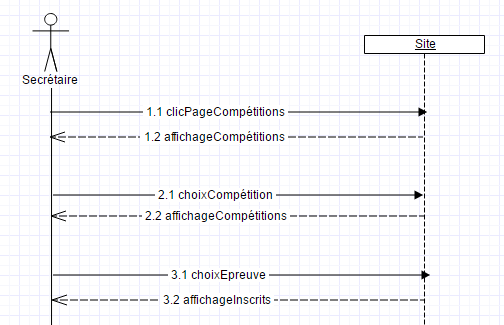 Site
Secrétaire
1.1 clicPageCompétitions
1.2 affichageCompétitions
2.1 choixCompétition
2.2 affichageCompétitions
3.1 choixEpreuve
3.2 affichageInscrits